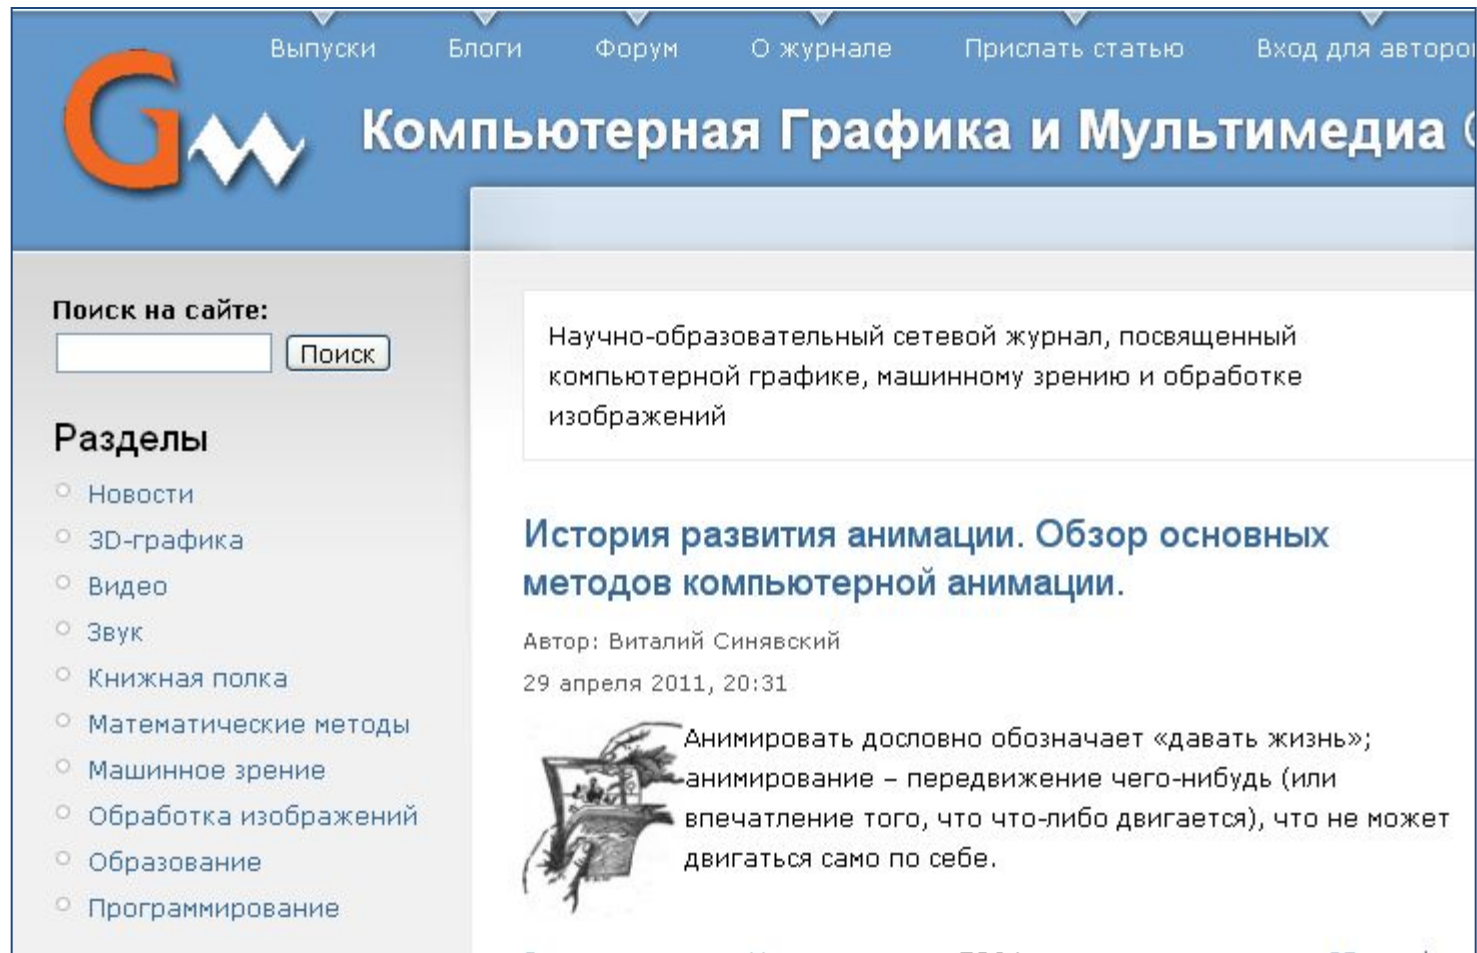 Выпуски Блоги Форум О журнале Прислать статью Вход для авторо
Gm
Компьютерная Графика и Мультимедиа
Поиск на сайте:
Поиск
Разделы
Новости
3D-графика
Видео
Звук
Книжная полка
Математические методы
Машинное зрение
Обработка изображений
Образование
Программирование
Научно-образовательный сетевой журнал, посвященный
компьютерной графике, машинному зрению и обработке
изображений
История развития анимации. Обзор основных
методов компьютерной анимации.
Автор: Виталий Синявский
29 апреля 2011, 20:31
Анимировать дословно обозначает «давать жизнь»;
анимирование – передвижение чего-нибудь (или
впечатление того, что что-либо двигается), что не может
двигаться само по себе.